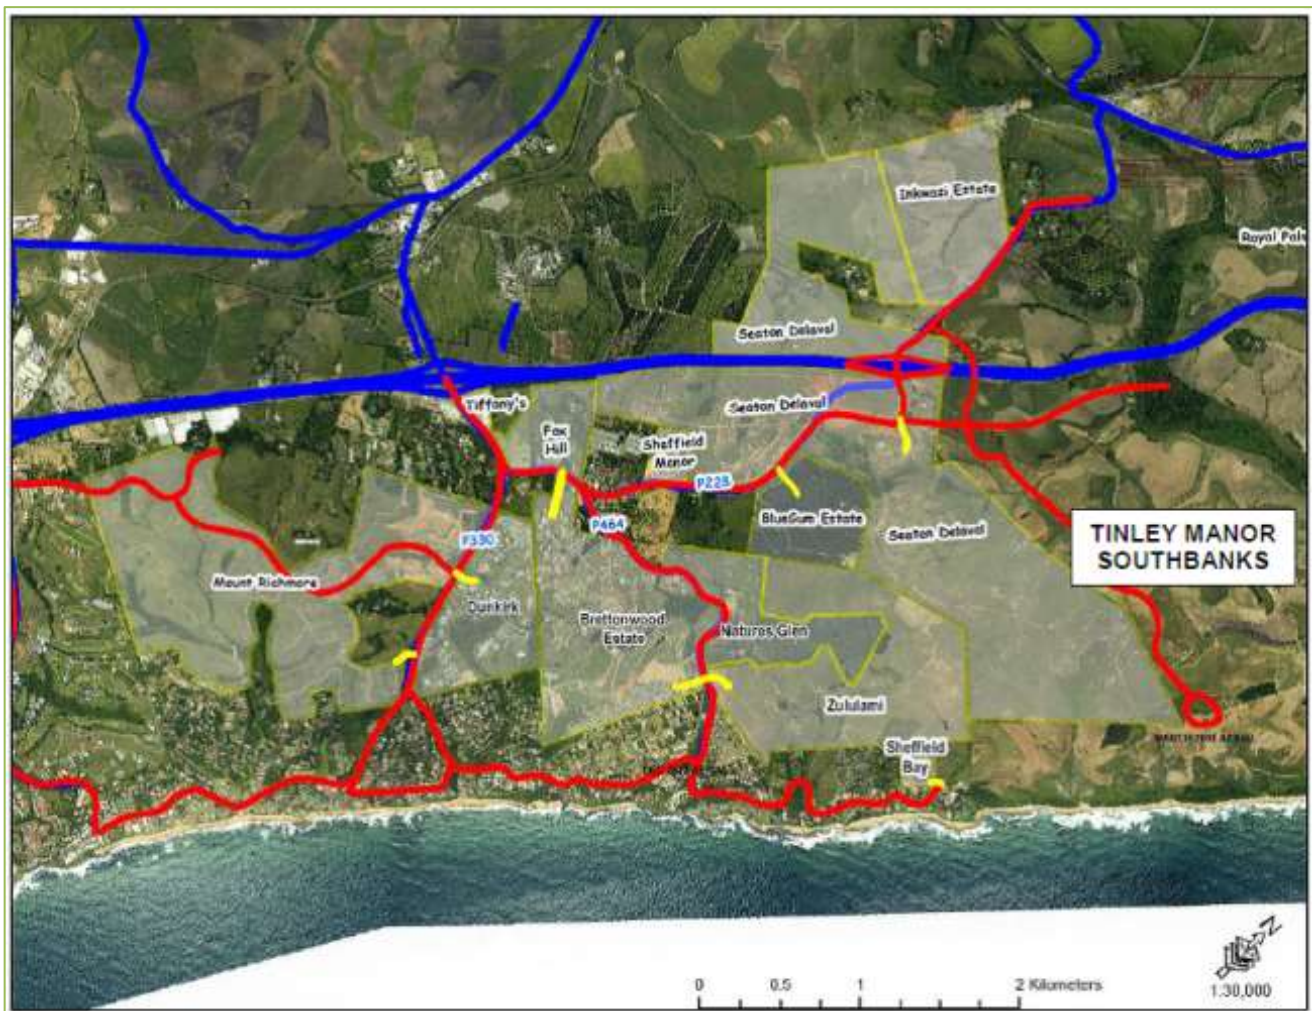 Inkwazi Estate
Royal Pal
Seaton Delaval
Tiffony's
Seaton Delaval
Fox
Hill
Sheffield
Manor
P228
BlueGum Estate
Seaton Delaval
TINLEY MANOR
SOUTHBANKS
P330
P464
Mount Richmore
Dunkirk
Brettonwood
Estate
Natures Glen
Zululami
Sheffield
Bay
N
0 0.5 1 2 Kilometers
1:30,000